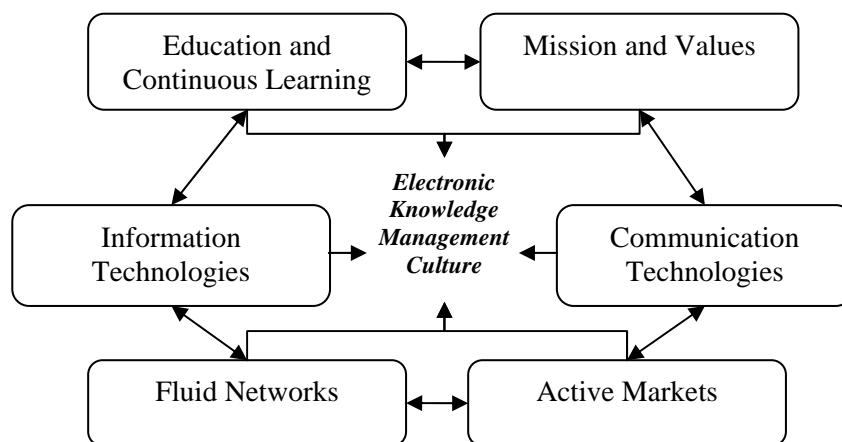 Education and
Continuous Learning
Mission and Values
Electronic
Knowledge
Management
Culture
Information
Technologies
Communication
Technologies
Fluid Networks
Active Markets